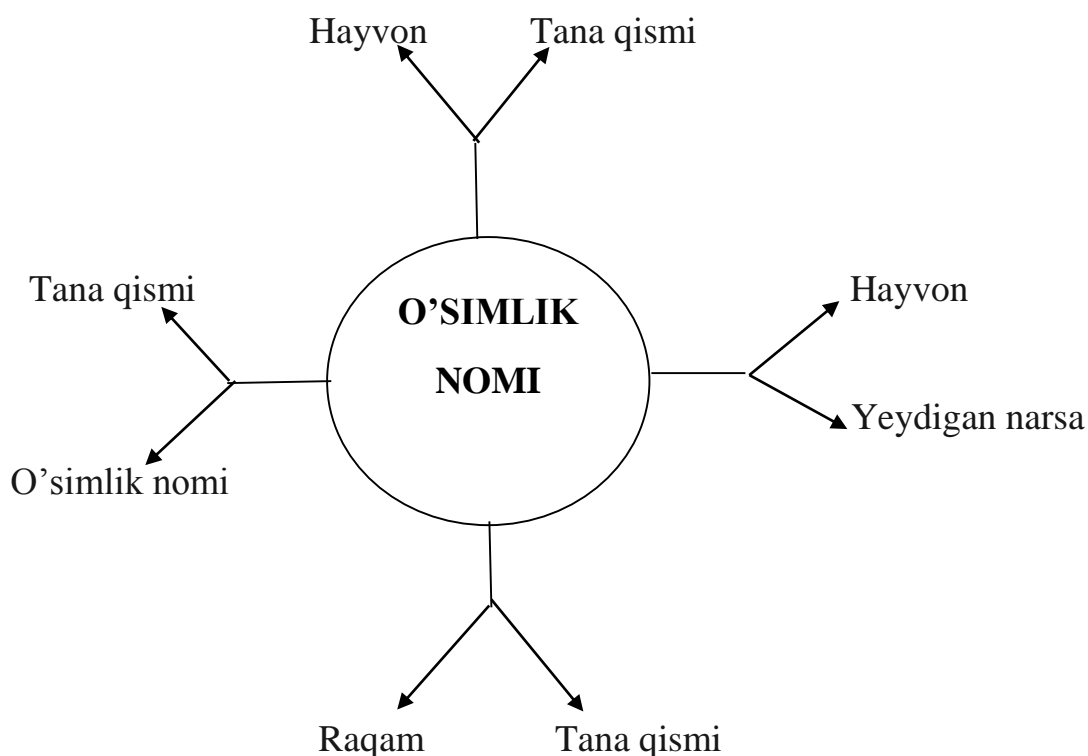 Hayvon Tana qismi
Tana qismi
Hayvon
O’SIMLIK
NOMI
Yeydigan narsa
O’simlik nomi
Raqam Tana qismi